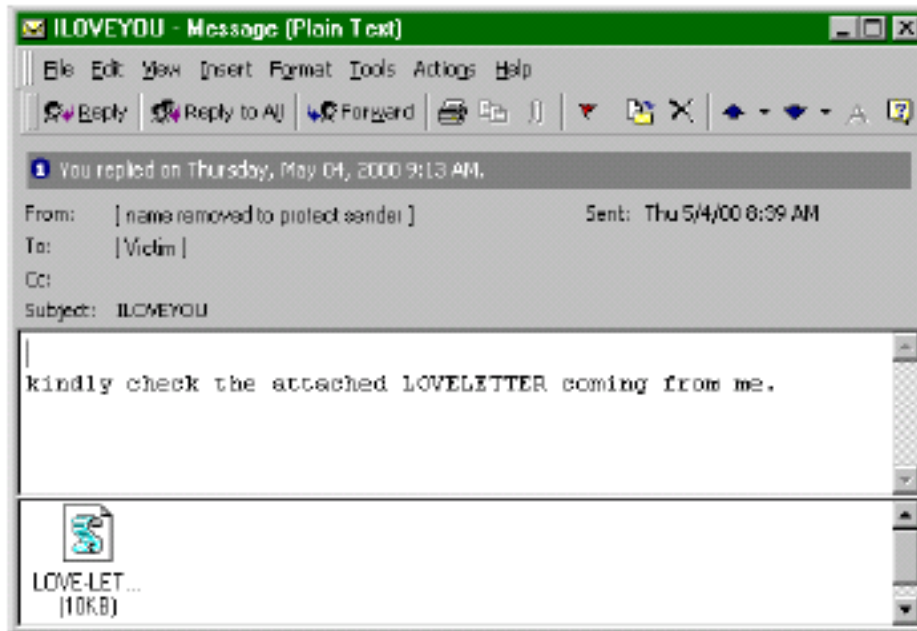 ILOVEYOU - Message (Plain Text)
File Edit View Insert Format Tools Actions Help
Reply Reply to All Forward
You replied on Thursday, May 04, 2000 9:13 AM.
From: [ name removed to protect sender ] Sent: Thu 5/4/00 8:39 AM
To: [ Victim ]
Cc:
Subject: ILOVEYOU
kindly check the attached LOVELETTER coming from me.
LOVE-LET...
(10KB)